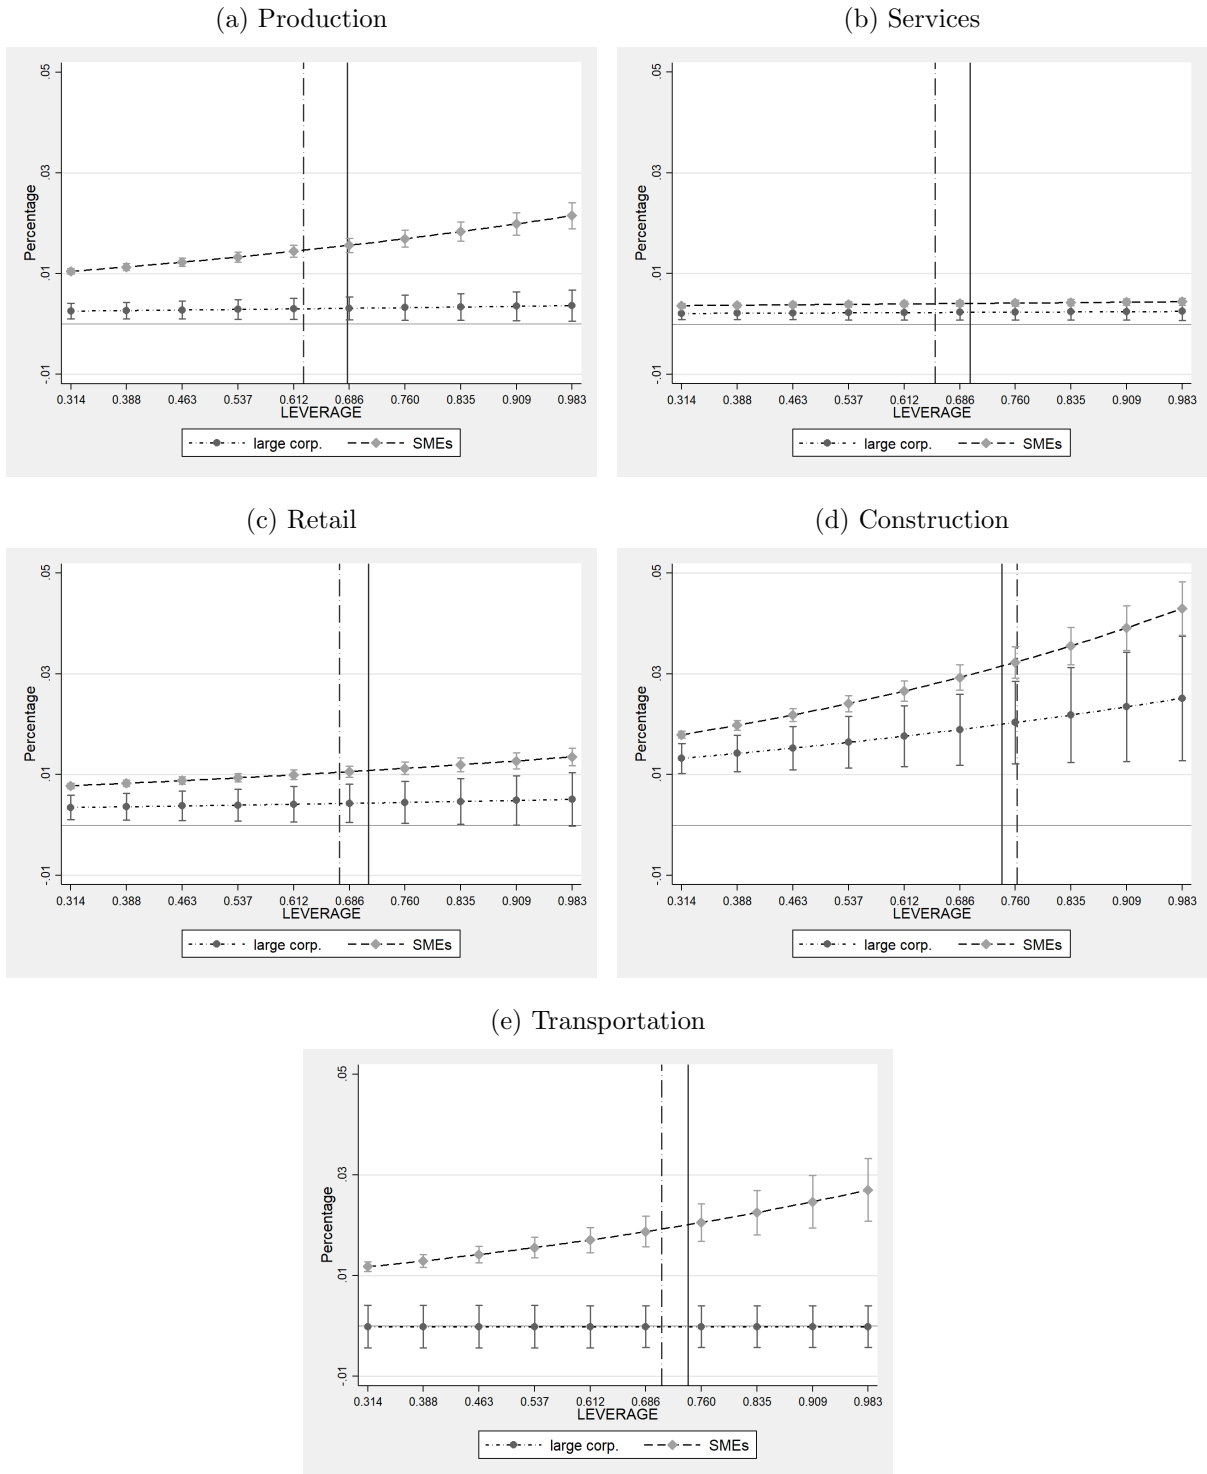 (a) Production
(b) Services
.05
.03
.01
-.01
Percentage
0.314 0.388 0.463 0.537 0.612 0.686 0.760 0.835 0.909 0.983
LEVERAGE
large corp. SMEs
.05
.03
.01
-.01
Percentage
0.314 0.388 0.463 0.537 0.612 0.686 0.760 0.835 0.909 0.983
LEVERAGE
large corp. SMEs
(c) Retail
(d) Construction
.05
.03
.01
-.01
Percentage
0.314 0.388 0.463 0.537 0.612 0.686 0.760 0.835 0.909 0.983
LEVERAGE
large corp. SMEs
.05
.03
.01
-.01
Percentage
0.314 0.388 0.463 0.537 0.612 0.686 0.760 0.835 0.909 0.983
LEVERAGE
large corp. SMEs
(e) Transportation
.05
.03
.01
-.01
Percentage
0.314 0.388 0.463 0.537 0.612 0.686 0.760 0.835 0.909 0.983
LEVERAGE
large corp. SMEs